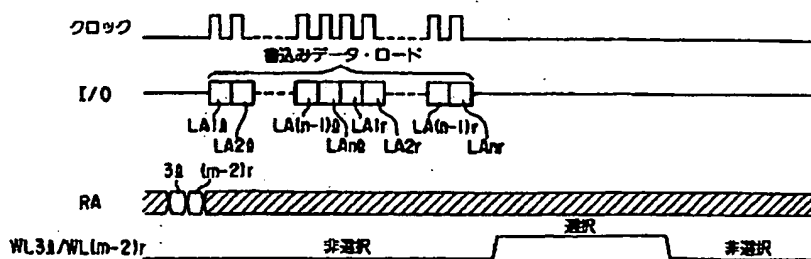 クロック
書込みデータ・ロード
I/O
LA1ℓ LA2ℓ LA(n-1)ℓ LAnℓ LA1r LA2r LA(n-1)r LAnr
3ℓ (m-2)r
RA
WL3ℓ/WL(m-2)r 非選択 選択 非選択